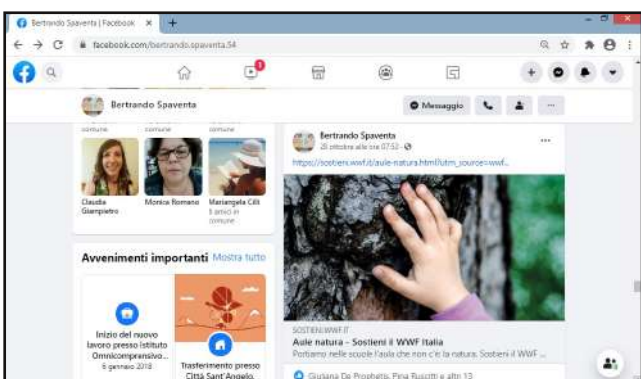 Bertrando Spaventa | Facebook
facebook.com/bertrando.spaventa.54
1
Bertrando Spaventa
Messaggio
comune
comune
comune
Claudia Giampietro
Monica Romano
Mariangela Cilli
5 amici in comune
Avvenimenti importanti Mostra tutto
Inizio del nuovo
lavoro presso Istituto
Omnicomprensivo...
6 gennaio 2018
Trasferimento presso
Città Sant'Angelo,
Bertrando Spaventa
25 ottobre alle ore 07:53
https://sostieni.wwf.it/aule-natura.html?utm_source=wwf...
SOSTIENI.WWF.IT
Aule natura - Sostieni il WWF Italia
Portiamo nelle scuole l'aula che non c'è: la natura. Sostieni il WWF ...
Giuliana De Prophetis, Pina Ruscitti e altri 13